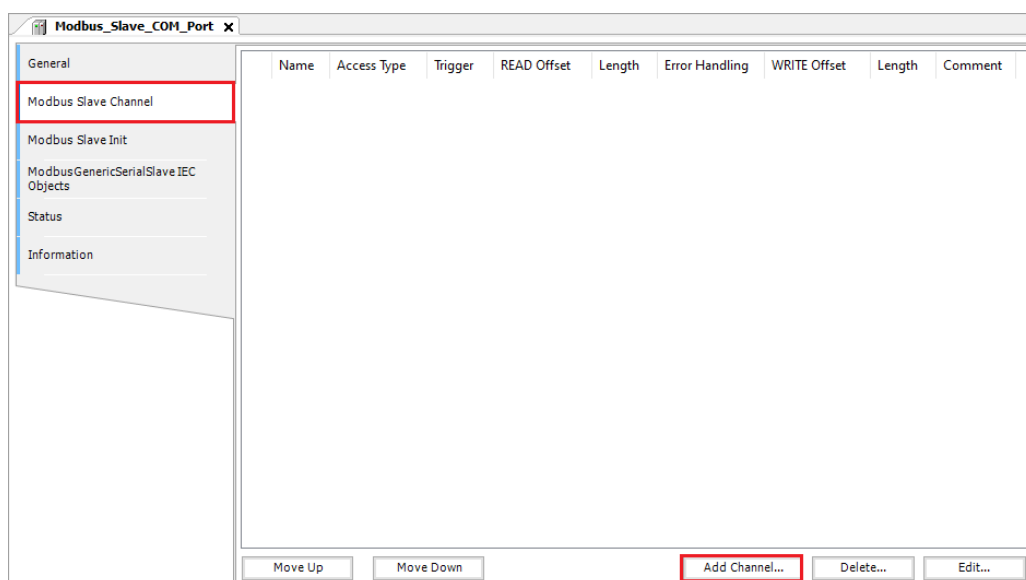 Modbus_Slave_COM_Port x
General
Modbus Slave Channel
Modbus Slave Init
ModbusGenericSerialSlave IEC
Objects
Status
Information
Name Access Type Trigger READ Offset Length Error Handling WRITE Offset Length Comment
Move Up Move Down Add Channel... Delete... Edit...